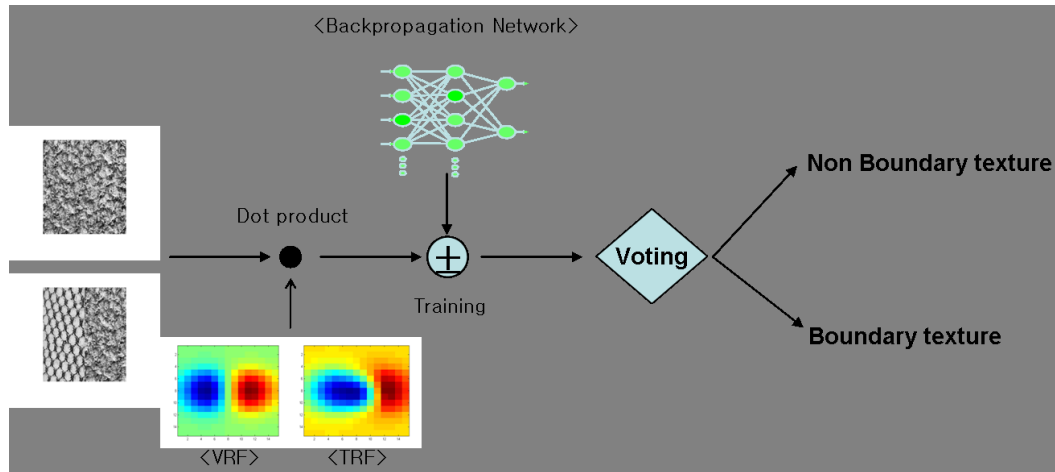 <Backpropagation Network>
Non Boundary texture
Dot product
Voting
Training
Boundary texture
<VRF>
<TRF>